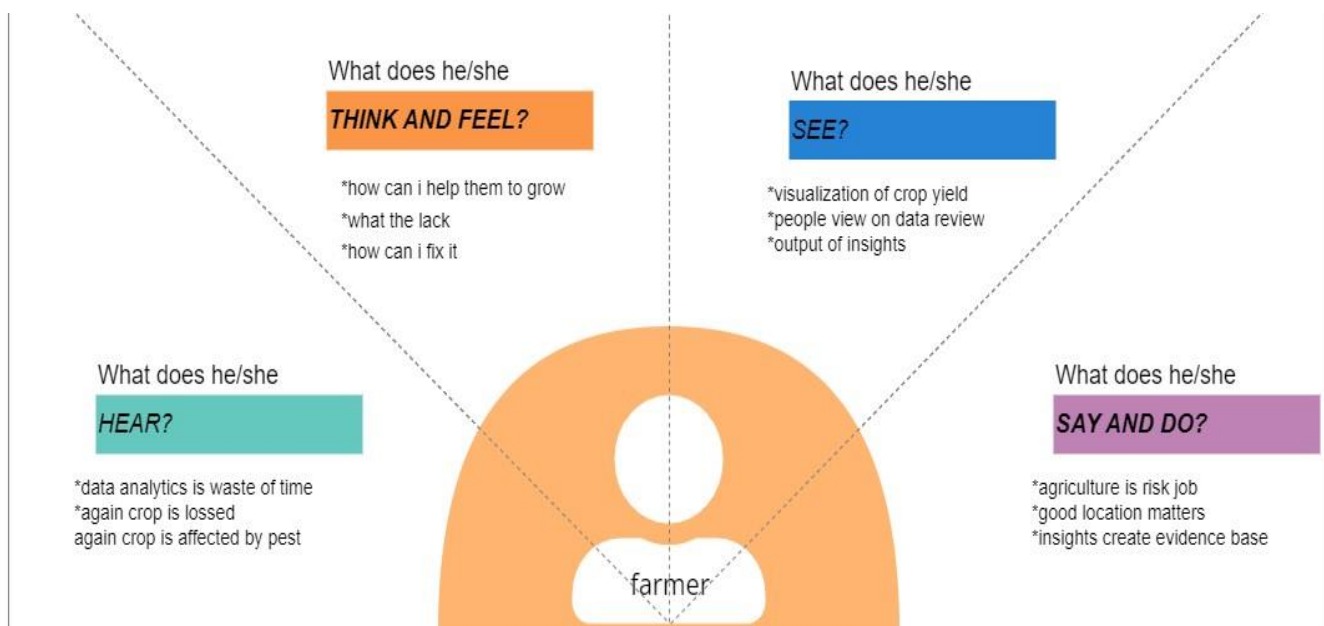 What does he/she
THINK AND FEEL?
*how can i help them to grow
*what the lack
*how can i fix it
What does he/she
SEE?
*visualization of crop yield
*people view on data review
*output of insights
What does he/she
HEAR?
*data analytics is waste of time
*again crop is lossed
again crop is affected by pest
What does he/she
SAY AND DO?
*agriculture is risk job
*good location matters
*insights create evidence base
farmer